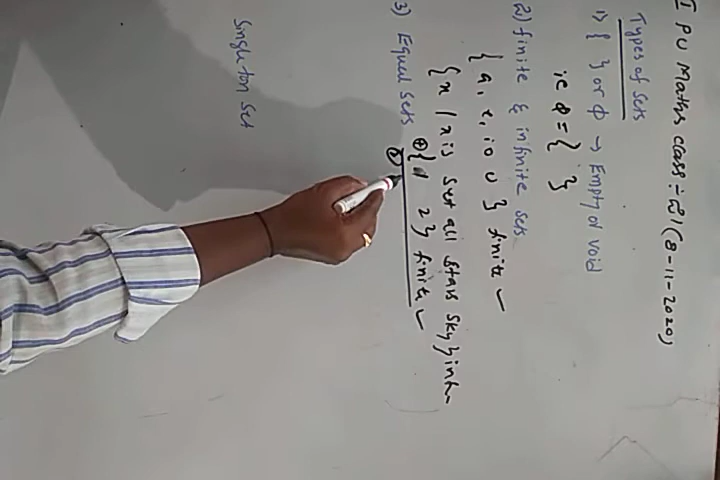 I PU Maths class :- 21 (8-11-2020)
Types of Sets
1) { } or ϕ → Empty or void
ie ϕ = { }
2) finite & infinite sets
{ a, e, i o u } finite ✓
{ x / x is set all stars sky } infin
{ 1 2 } finite ✓
3) Equal sets
Singleton set